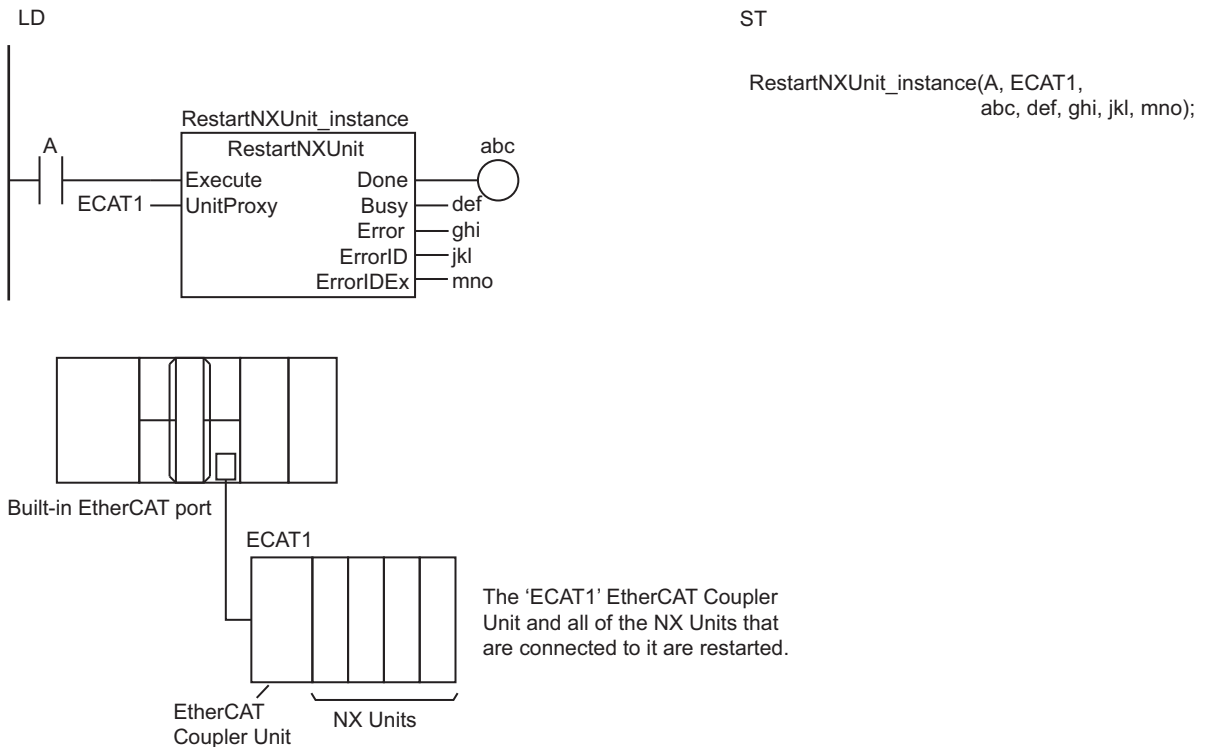 LD
ST
RestartNXUnit_instance(A, ECAT1,
abc, def, ghi, jkl, mno);
RestartNXUnit_instance
RestartNXUnit
A
abc
Execute
Done
ECAT1
UnitProxy
Busy
def
Error
ghi
ErrorID
jkl
ErrorIDEx
mno
Built-in EtherCAT port
ECAT1
The ‘ECAT1’ EtherCAT Coupler
Unit and all of the NX Units that
are connected to it are restarted.
EtherCAT
Coupler Unit
NX Units